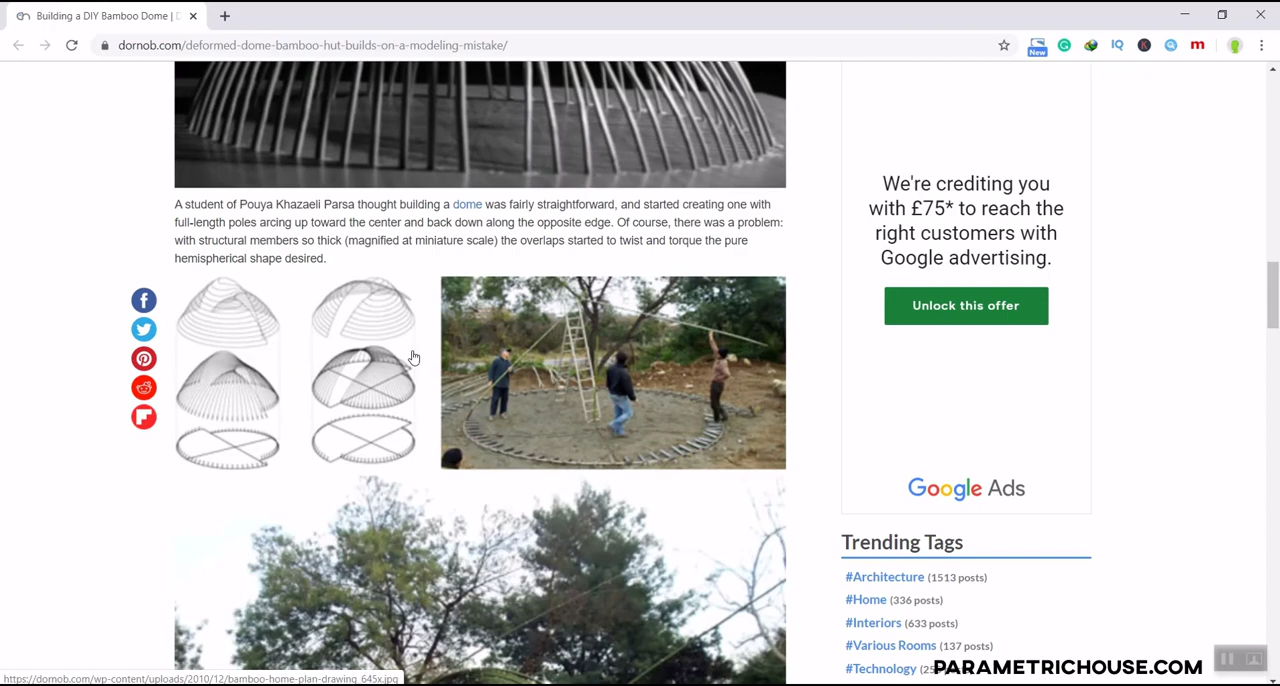 Building a DIY Bamboo Dome | D
dornob.com/deformed-dome-bamboo-hut-builds-on-a-modeling-mistake/
New
IQ
K
m
We're crediting you
with £75* to reach the
right customers with
Google advertising.
Unlock this offer
Google Ads
A student of Pouya Khazaeli Parsa thought building a dome was fairly straightforward, and started creating one with
full-length poles arcing up toward the center and back down along the opposite edge. Of course, there was a problem:
with structural members so thick (magnified at miniature scale) the overlaps started to twist and torque the pure
hemispherical shape desired.
Trending Tags
#Architecture (1513 posts)
#Home (336 posts)
#Interiors (633 posts)
#Various Rooms (137 posts)
#Technology
PARAMETRICHOUSE.COM
https://dornob.com/wp-content/uploads/2010/12/bamboo-home-plan-drawing_645x.jpg